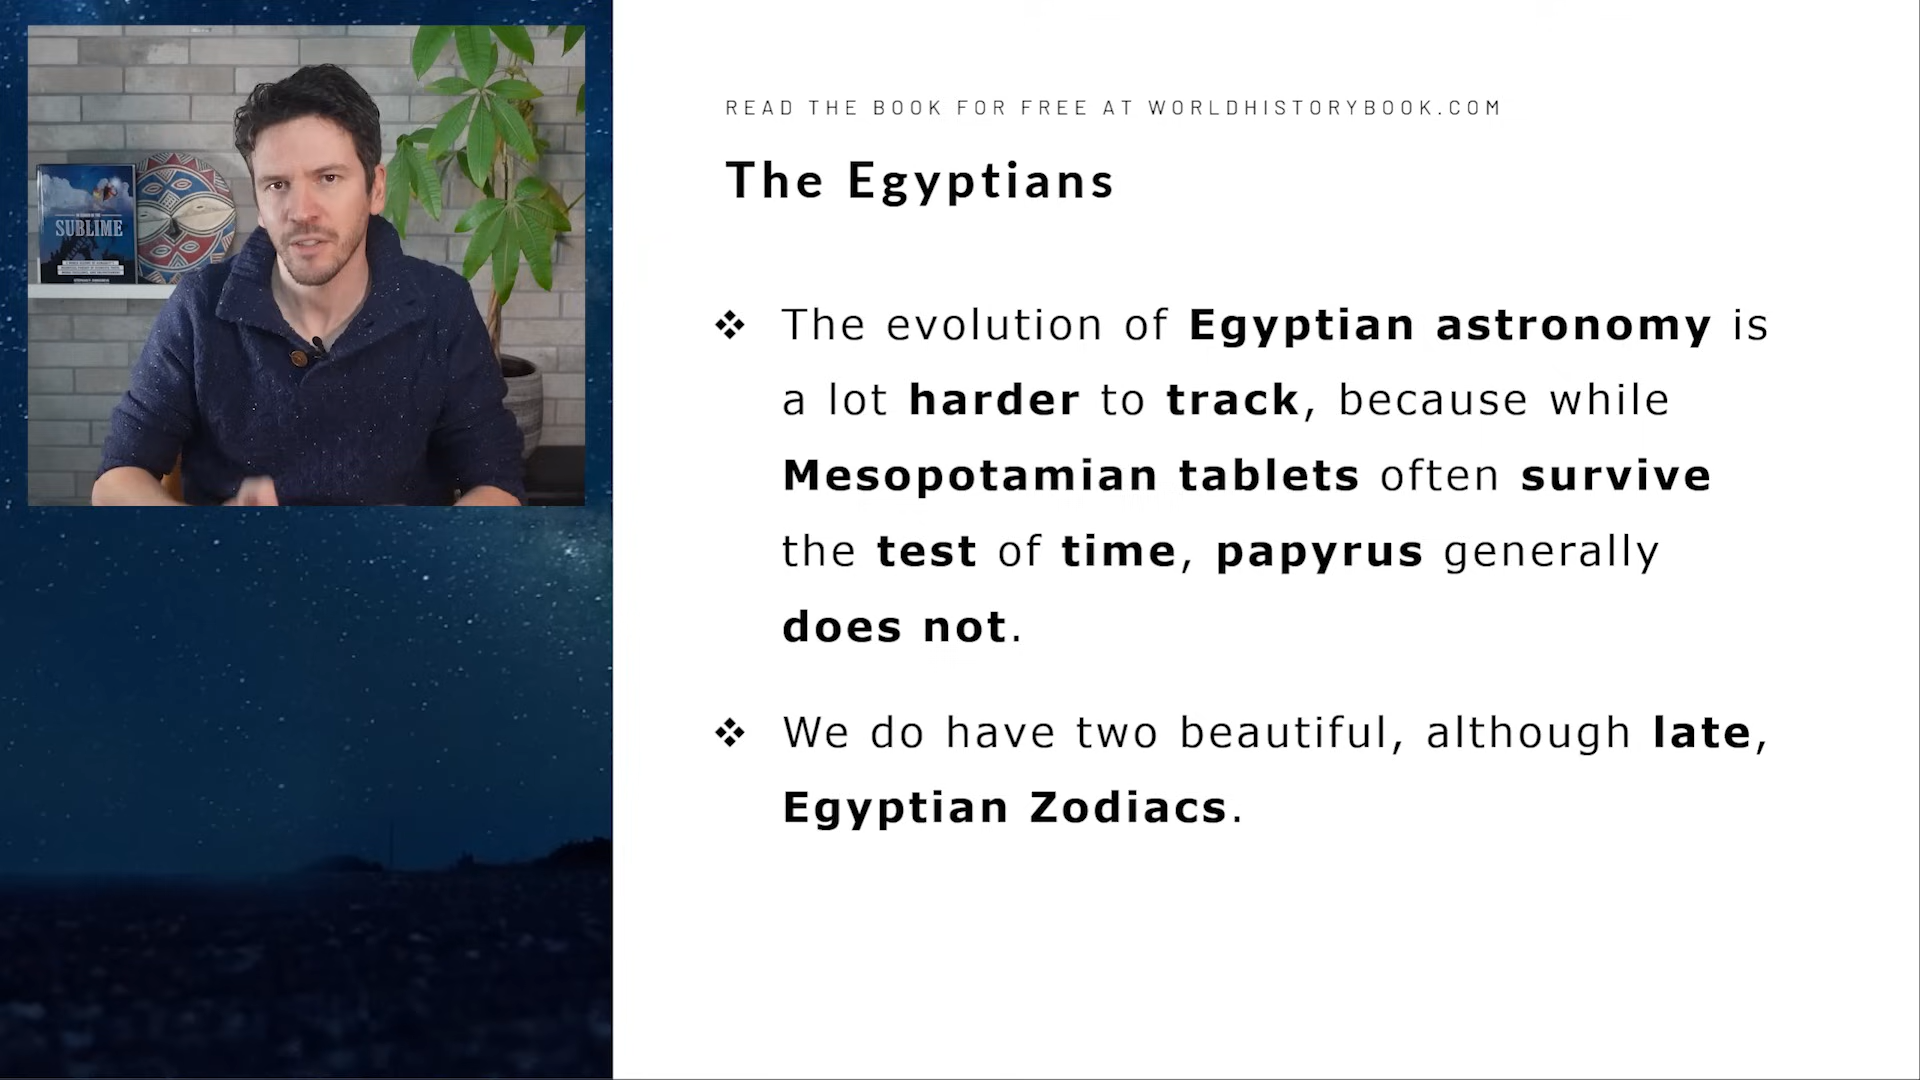 SUBLIME
READ THE BOOK FOR FREE AT WORLDHISTORYBOOK.COM
The Egyptians
❖ The evolution of Egyptian astronomy is
a lot harder to track, because while
Mesopotamian tablets often survive
the test of time, papyrus generally
does not.
❖ We do have two beautiful, although late,
Egyptian Zodiacs.